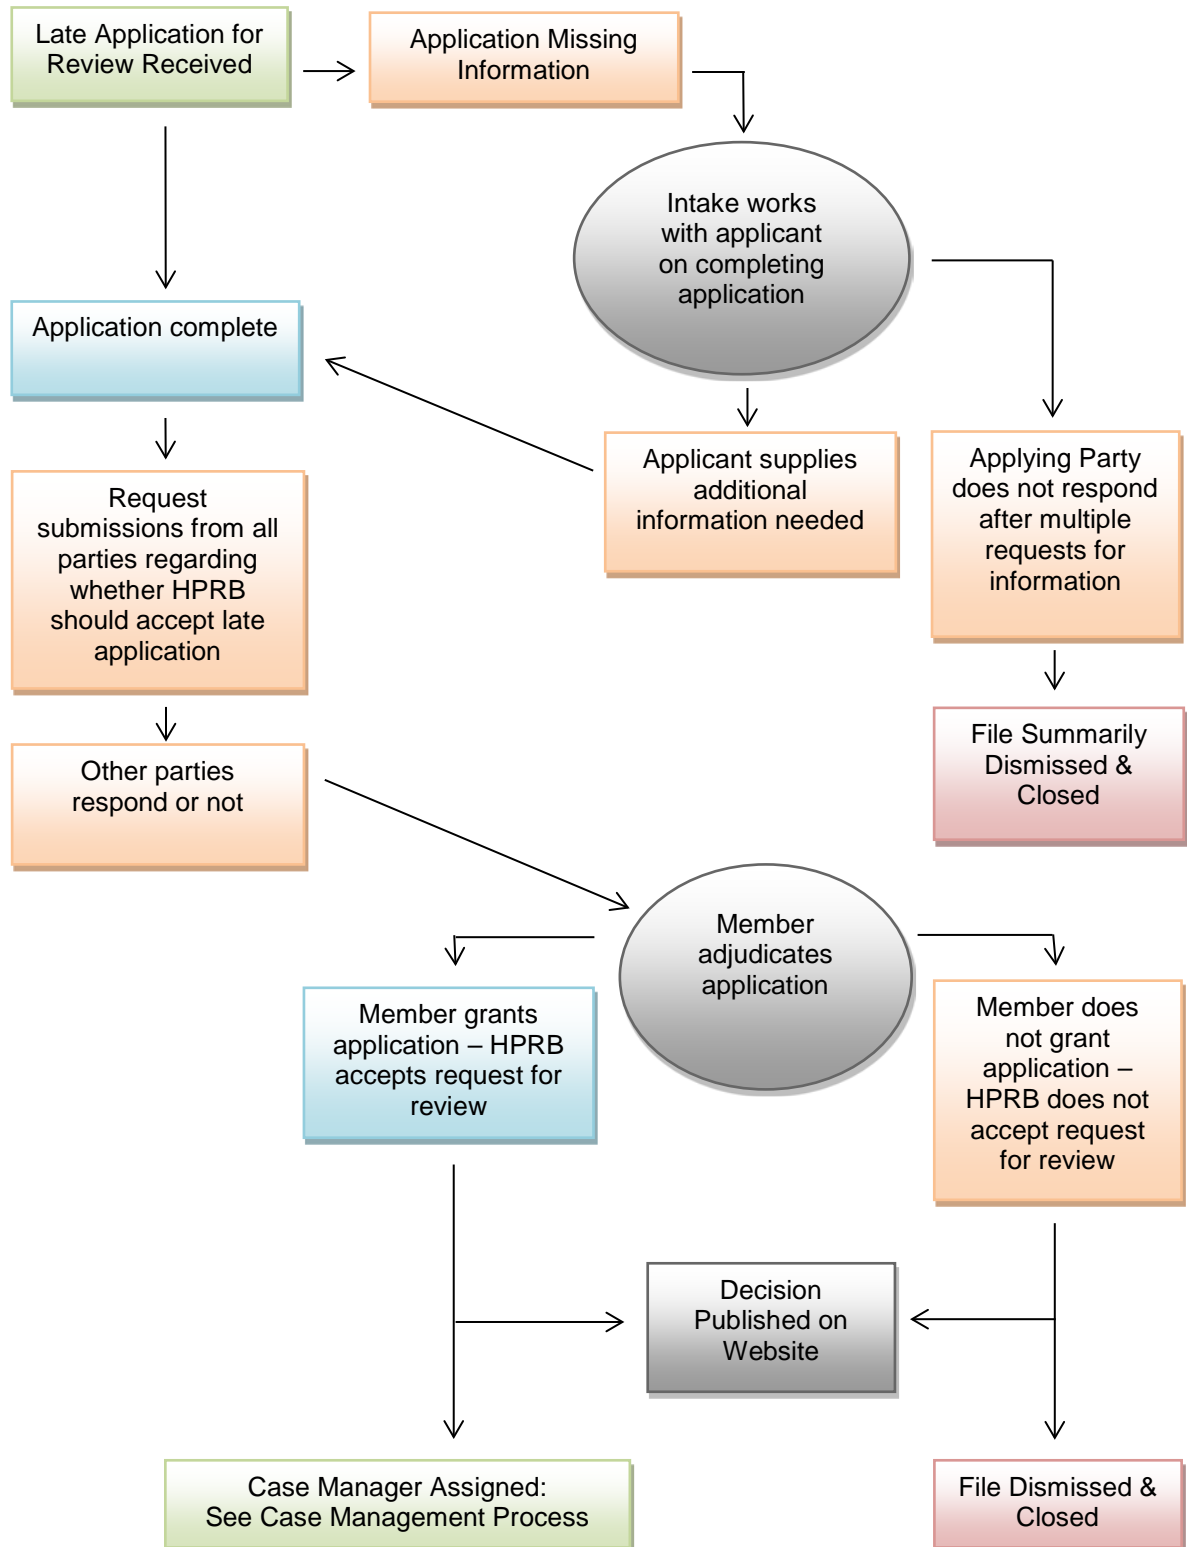 Late Application for
Review Received
Application Missing
Information
Intake works
with applicant
on completing
application
Application complete
Applicant supplies
additional
information needed
Applying Party
does not respond
after multiple
requests for
information
Request
submissions from all
parties regarding
whether HPRB
should accept late
application
File Summarily
Dismissed &
Closed
Other parties
respond or not
Member
adjudicates
application
Member grants
application – HPRB
accepts request for
review
Member does
not grant
application –
HPRB does not
accept request
for review
Decision
Published on
Website
Case Manager Assigned:
See Case Management Process
File Dismissed &
Closed